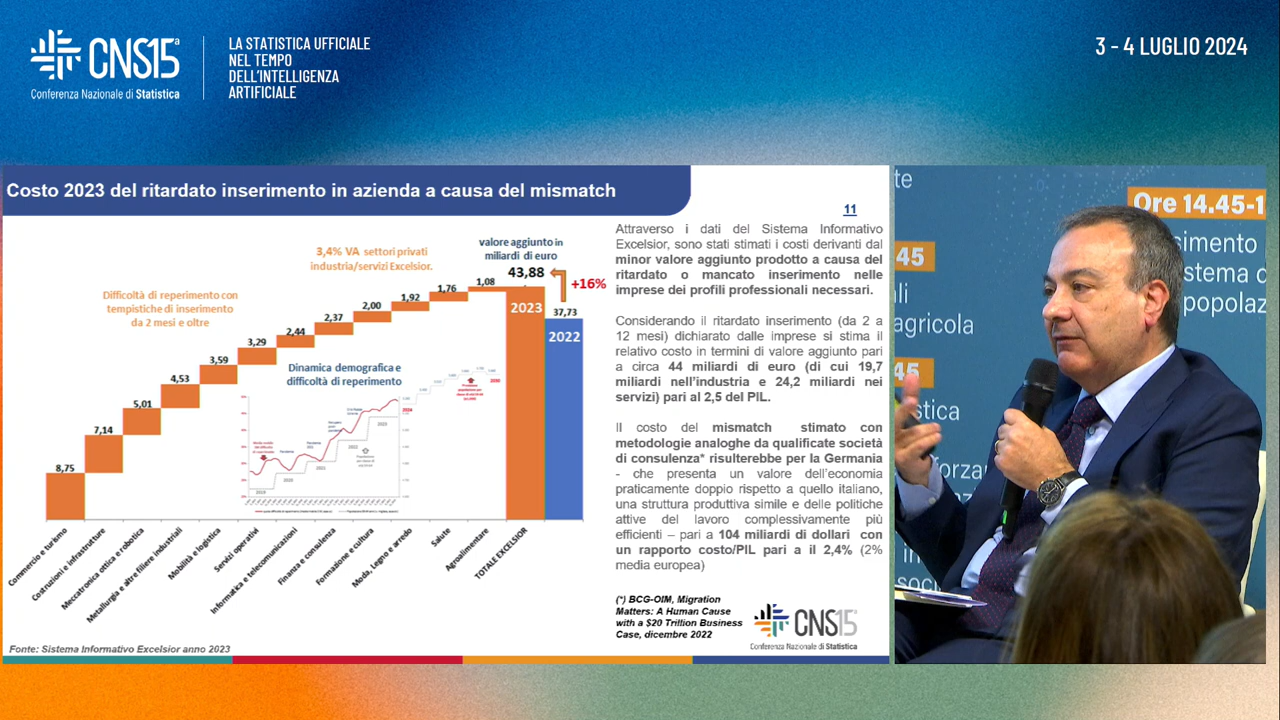 CNS15ª
Conferenza Nazionale di Statistica
LA STATISTICA UFFICIALE
NEL TEMPO
DELL'INTELLIGENZA
ARTIFICIALE
3 - 4 LUGLIO 2024
Costo 2023 del ritardato inserimento in azienda a causa del mismatch
11
3,4% VA settori privati
industria/servizi Excelsior.
valore aggiunto in
miliardi di euro
43,88
+16%
Difficoltà di reperimento con
tempistiche di inserimento
da 2 mesi e oltre
8,75
7,14
5,01
4,53
3,59
3,29
2,44
2,37
2,00
1,92
1,76
1,08
2023
37,73
2022
Dinamica demografica e
difficoltà di reperimento
Commercio e turismo
Costruzioni e infrastrutture
Meccatronica ottica e robotica
Metallurgia e altre filiere industriali
Mobilità e logistica
Servizi operativi
Informatica e telecomunicazioni
Finanza e consulenza
Formazione e cultura
Moda, Legno e arredo
Salute
Agroalimentare
TOTALE EXCELSIOR
Fonte: Sistema Informativo Excelsior anno 2023
Attraverso i dati del Sistema Informativo
Excelsior, sono stati stimati i costi derivanti dal
minor valore aggiunto prodotto a causa del
ritardato o mancato inserimento nelle
imprese dei profili professionali necessari.
Considerando il ritardato inserimento (da 2 a
12 mesi) dichiarato dalle imprese si stima il
relativo costo in termini di valore aggiunto pari
a circa 44 miliardi di euro (di cui 19,7
miliardi nell'industria e 24,2 miliardi nei
servizi) pari al 2,5 del PIL.
Il costo del mismatch stimato con
metodologie analoghe da qualificate società
di consulenza* risulterebbe per la Germania
- che presenta un valore dell'economia
praticamente doppio rispetto a quello italiano,
una struttura produttiva simile e delle politiche
attive del lavoro complessivamente più
efficienti – pari a 104 miliardi di dollari con
un rapporto costo/PIL pari a il 2,4% (2%
media europea)
(*) BCG-OIM, Migration
Matters: A Human Cause
with a $20 Trillion Business
Case, dicembre 2022
CNS15ª
Conferenza Nazionale di Statistica
te
Ore 14.45-1
45
agricola
popolaz
45